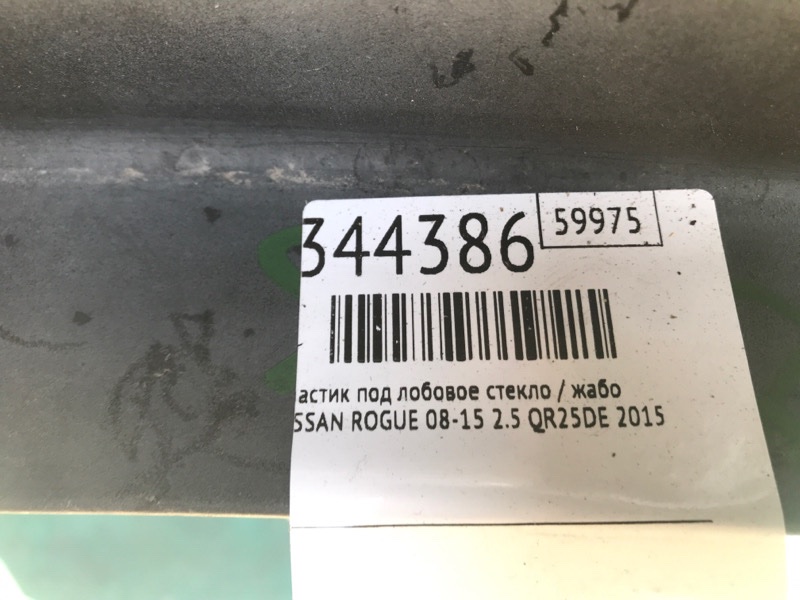 344386
59975
астик под лобовое стекло / жабо
SSAN ROGUE 08-15 2.5 QR25DE 2015